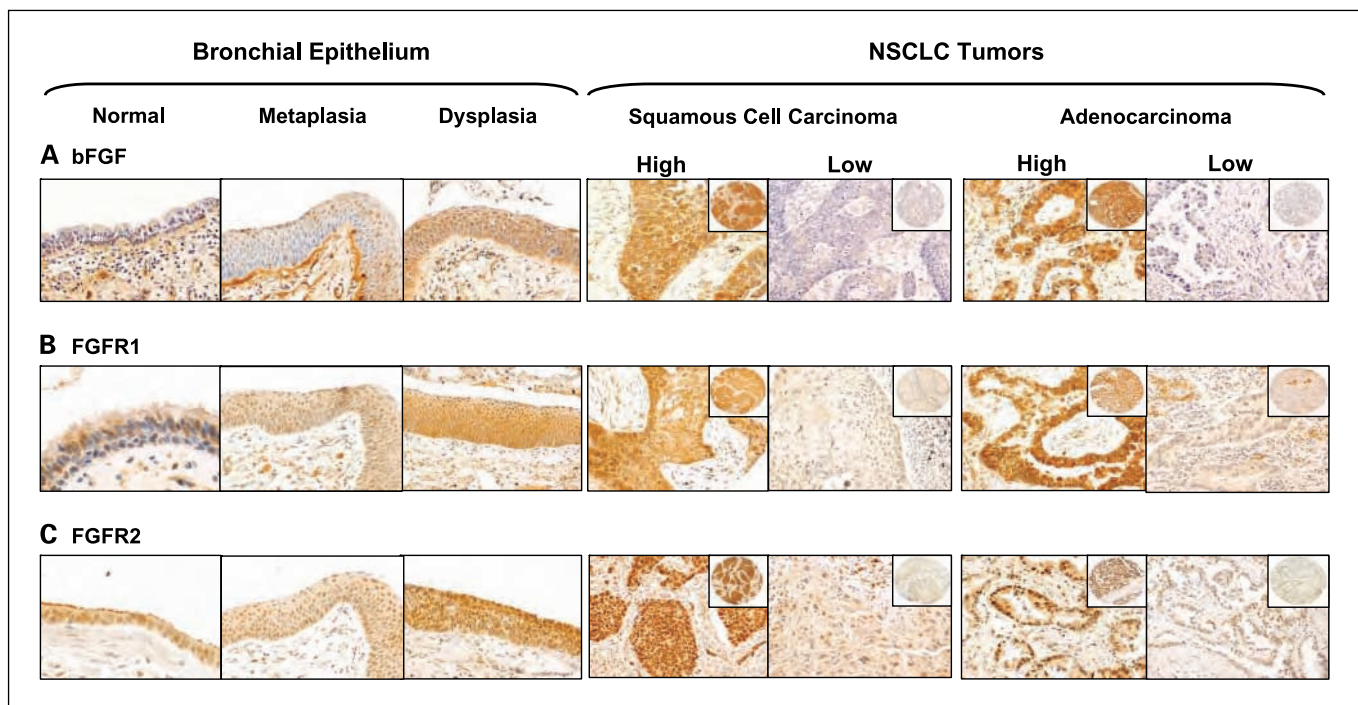 Bronchial Epithelium NSCLC Tumors
Normal Metaplasia Dysplasia Squamous Cell Carcinoma Adenocarcinoma
A bFGF High Low High Low
B FGFR1
C FGFR2